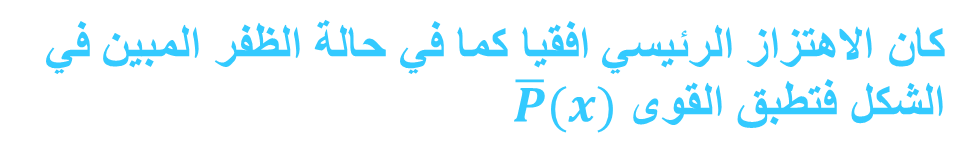 كان الاهتزاز الرئيسي افقيا كما في حالة الظفر المبين في
الشكل فتطبق القوى P̅(x)